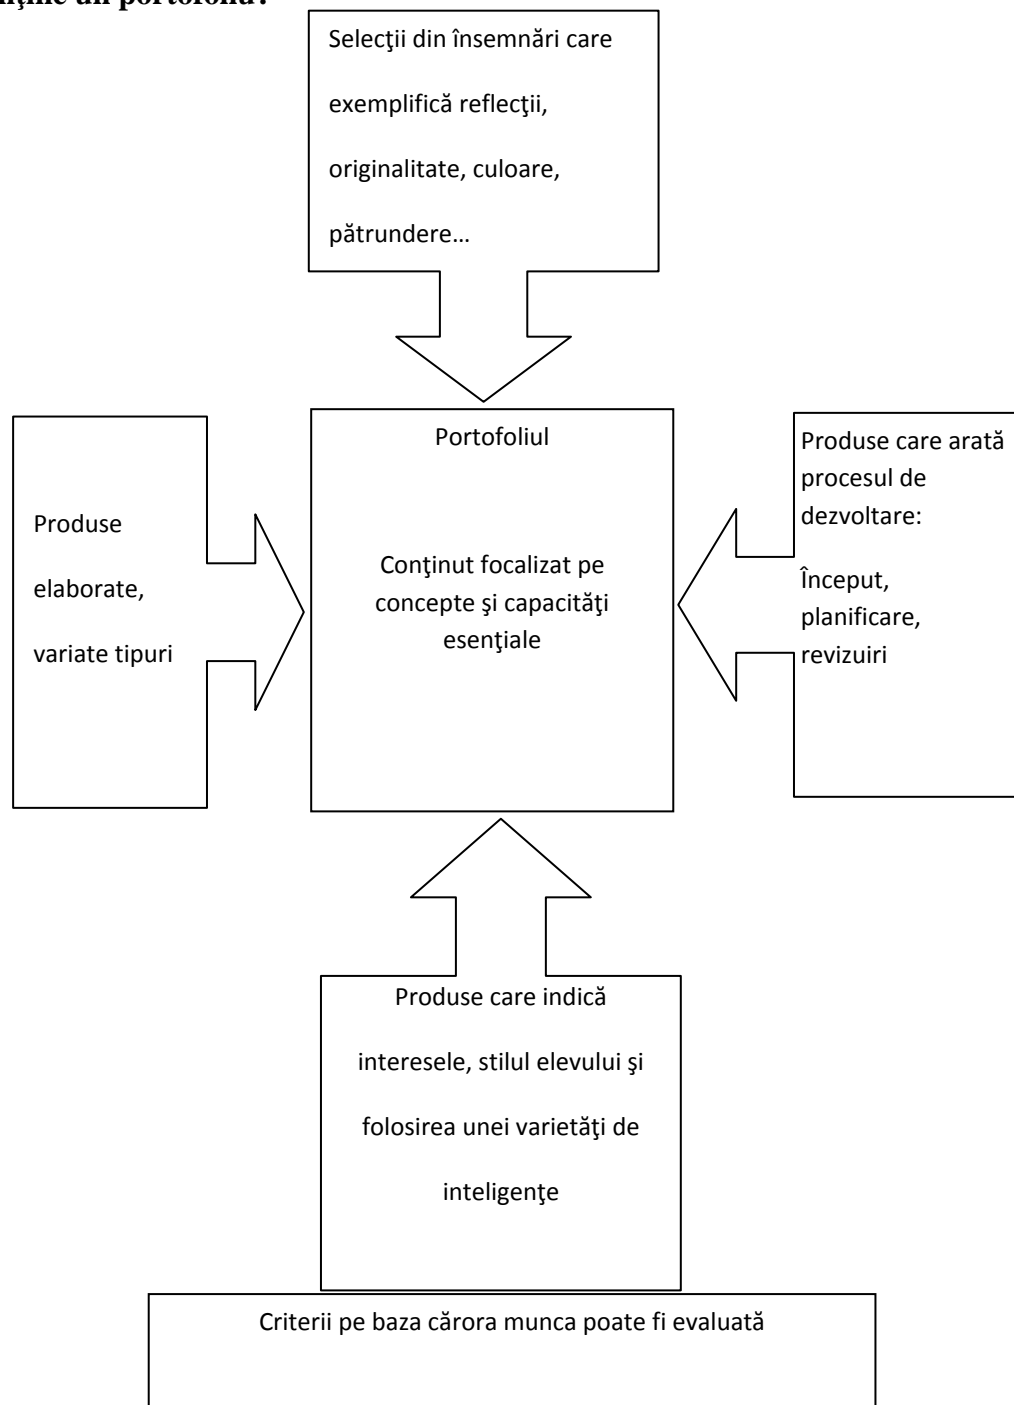 un portofoliu?
Selecţii din însemnări care
exemplifică reflecţii,
originalitate, culoare,
pătrundere...
Portofoliul
Conţinut focalizat pe
concepte şi capacităţi
esenţiale
Produse
elaborate,
variate tipuri
Produse care arată
procesul de
dezvoltare:
Început,
planificare,
revizuiri
Produse care indică
interesele, stilul elevului şi
folosirea unei varietăţi de
inteligenţe
Criterii pe baza cărora munca poate fi evaluată